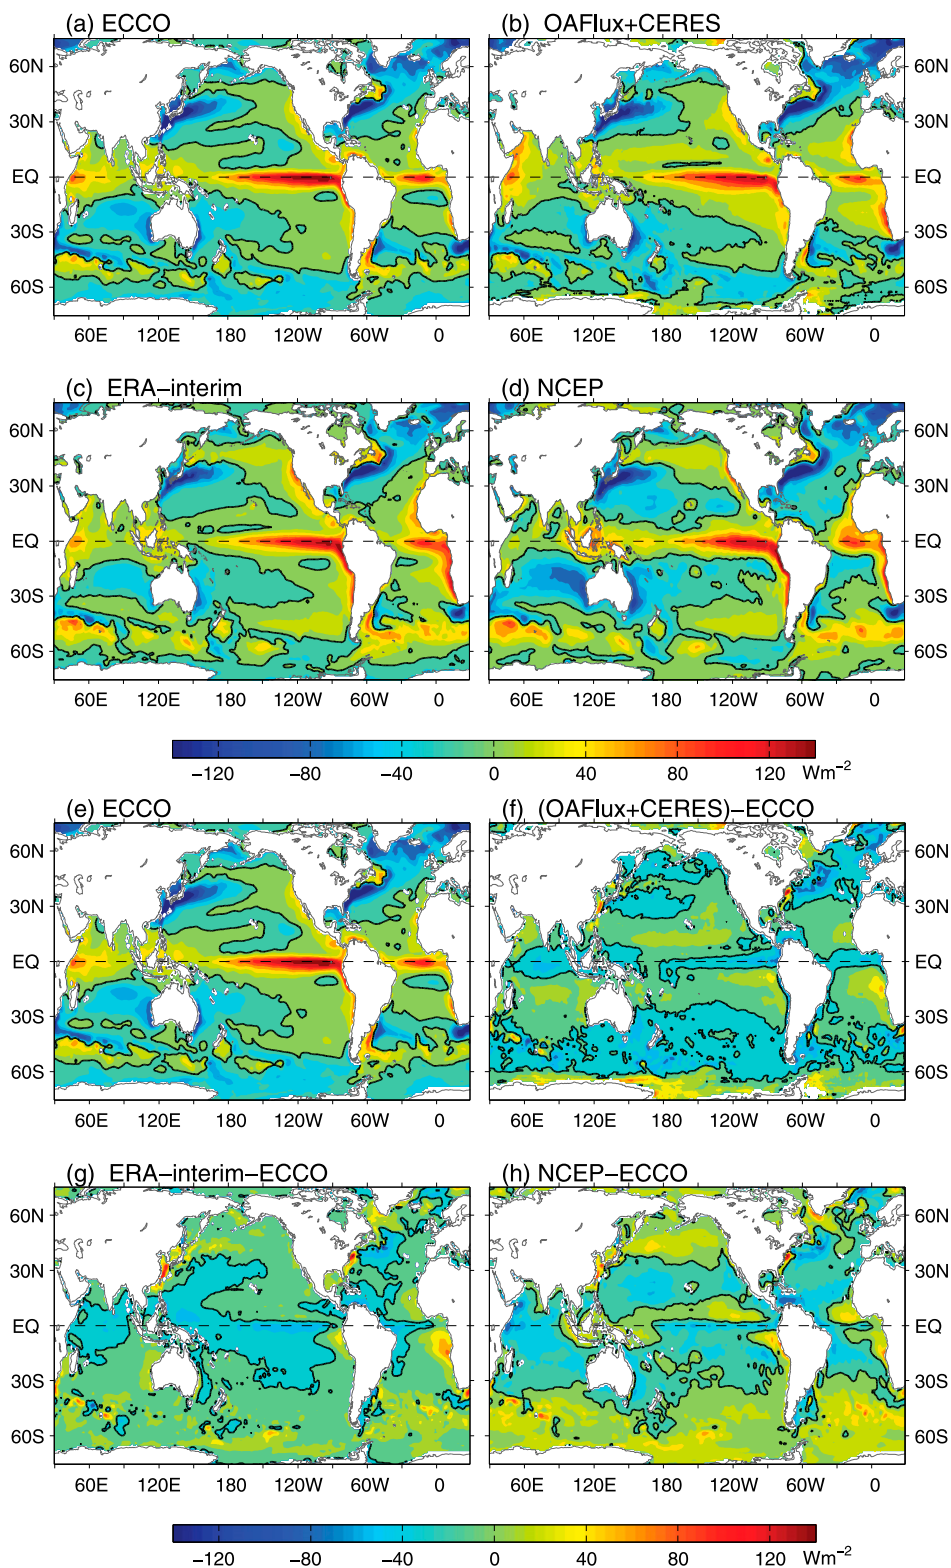 (a) ECCO
(b) OAFlux+CERES
60N
30N
EQ
30S
60S
60N
30N
EQ
30S
60S
60E 120E 180 120W 60W 0
60E 120E 180 120W 60W 0
(c) ERA−interim
(d) NCEP
60N
30N
EQ
30S
60S
60N
30N
EQ
30S
60S
60E 120E 180 120W 60W 0
60E 120E 180 120W 60W 0
−120 −80 −40 0 40 80 120 Wm−2
(e) ECCO
(f) (OAFlux+CERES)−ECCO
60N
30N
EQ
30S
60S
60N
30N
EQ
30S
60S
60E 120E 180 120W 60W 0
60E 120E 180 120W 60W 0
(g) ERA−interim−ECCO
(h) NCEP−ECCO
60N
30N
EQ
30S
60S
60N
30N
EQ
30S
60S
60E 120E 180 120W 60W 0
60E 120E 180 120W 60W 0
−120 −80 −40 0 40 80 120 Wm−2